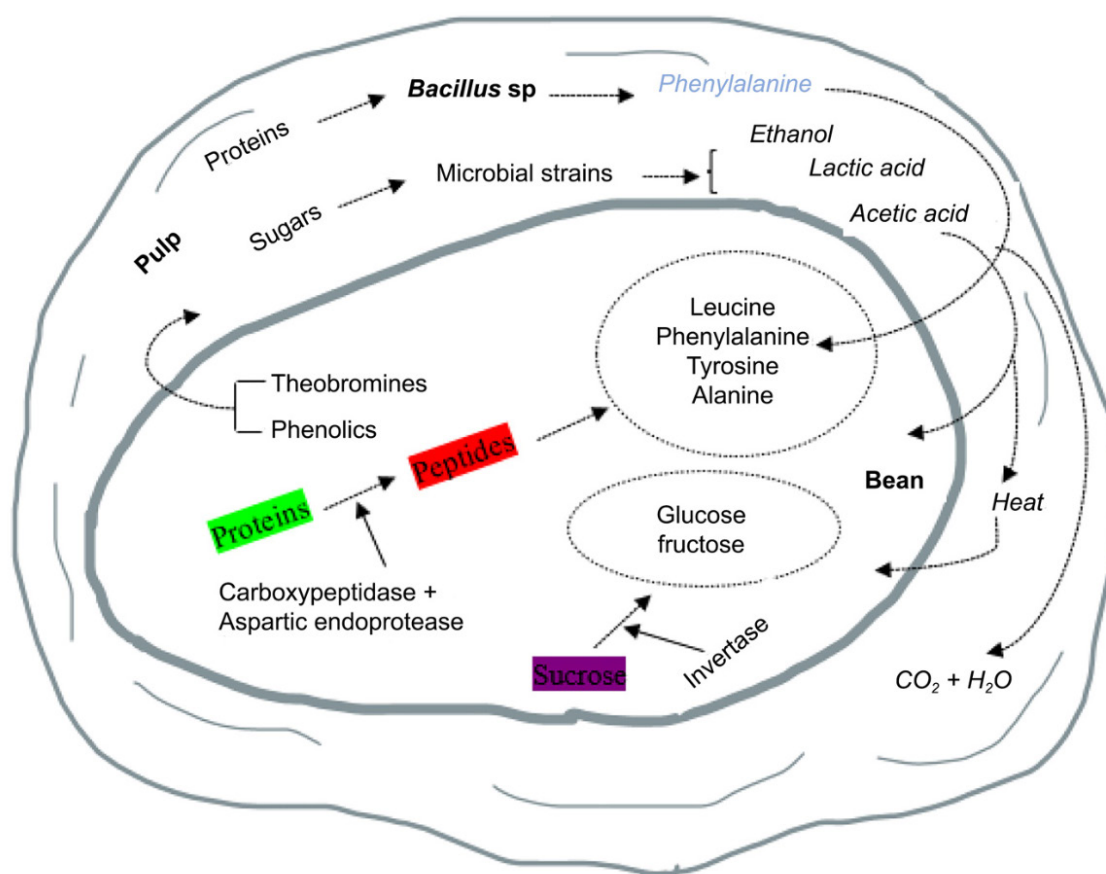 Proteins
Bacillus sp
Phenylalanine
Sugars
Microbial strains
Ethanol
Lactic acid
Acetic acid
Pulp
Theobromines
Phenolics
Leucine
Phenylalanine
Tyrosine
Alanine
Proteins
Peptides
Carboxypeptidase +
Aspartic endoprotease
Glucose
fructose
Sucrose
Invertase
Bean
Heat
CO₂ + H₂O